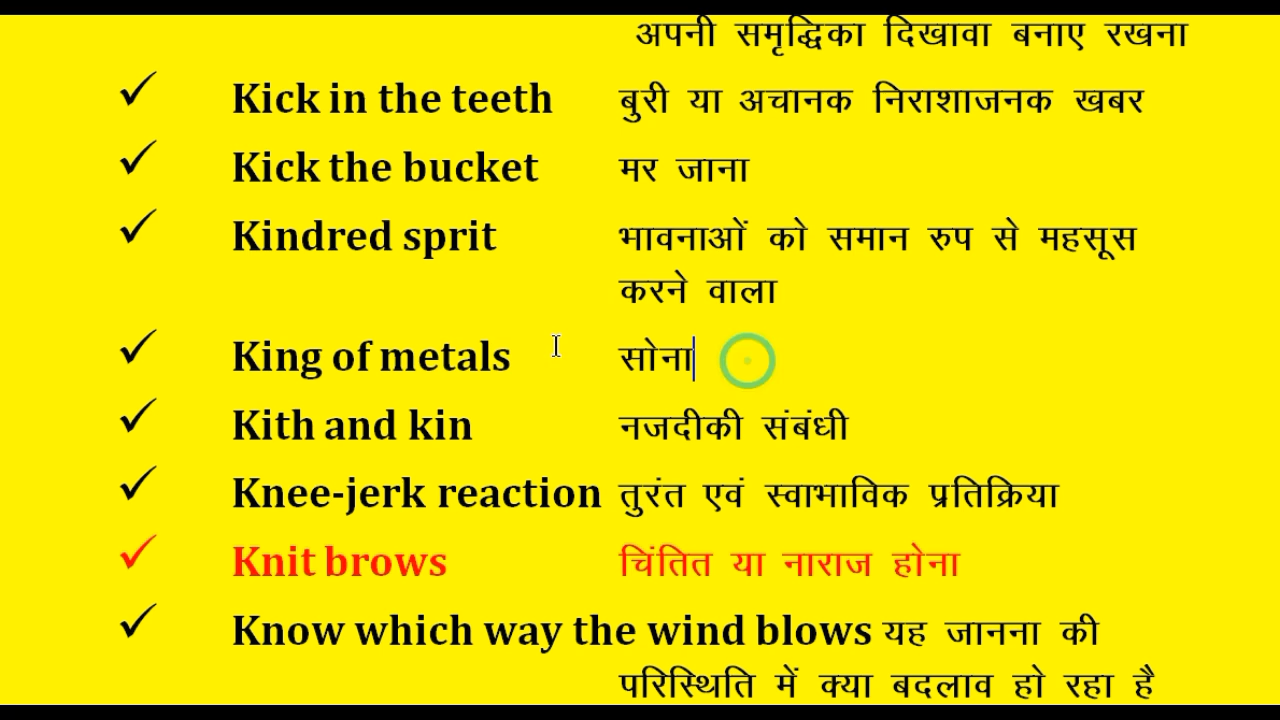 अपनी समृद्धिका दिखावा बनाए रखना
✓ Kick in the teeth बुरी या अचानक निराशाजनक खबर
✓ Kick the bucket मर जाना
✓ Kindred sprit भावनाओं को समान रुप से महसूस
करने वाला
✓ King of metals सोना
✓ Kith and kin नजदीकी संबंधी
✓ Knee-jerk reaction तुरंत एवं स्वाभाविक प्रतिक्रिया
✓ Knit brows चिंतित या नाराज होना
✓ Know which way the wind blows यह जानना की
परिस्थिति में क्या बदलाव हो रहा है